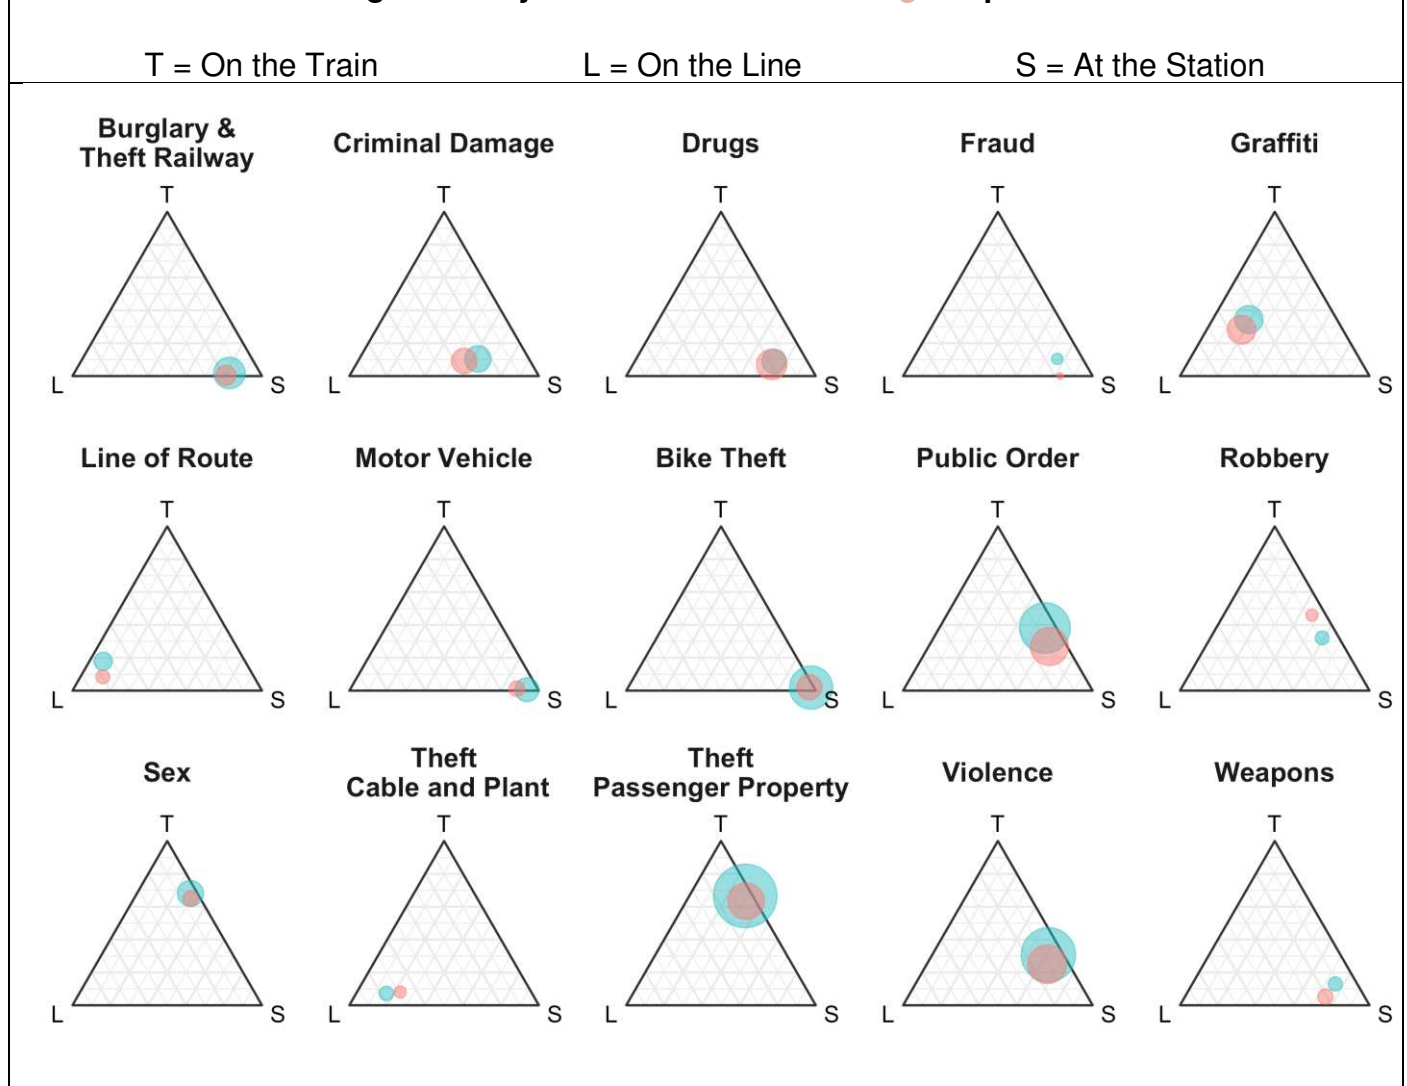 T = On the Train L = On the Line S = At the Station
Burglary &
Theft Railway
Criminal Damage
Drugs
Fraud
Graffiti
T T T T T
L S L S L S L S L S
Line of Route Motor Vehicle Bike Theft Public Order Robbery
T T T T T
L S L S L S L S L S
Sex
Theft
Cable and Plant
Theft
Passenger Property
Violence
Weapons
T T T T T
L S L S L S L S L S